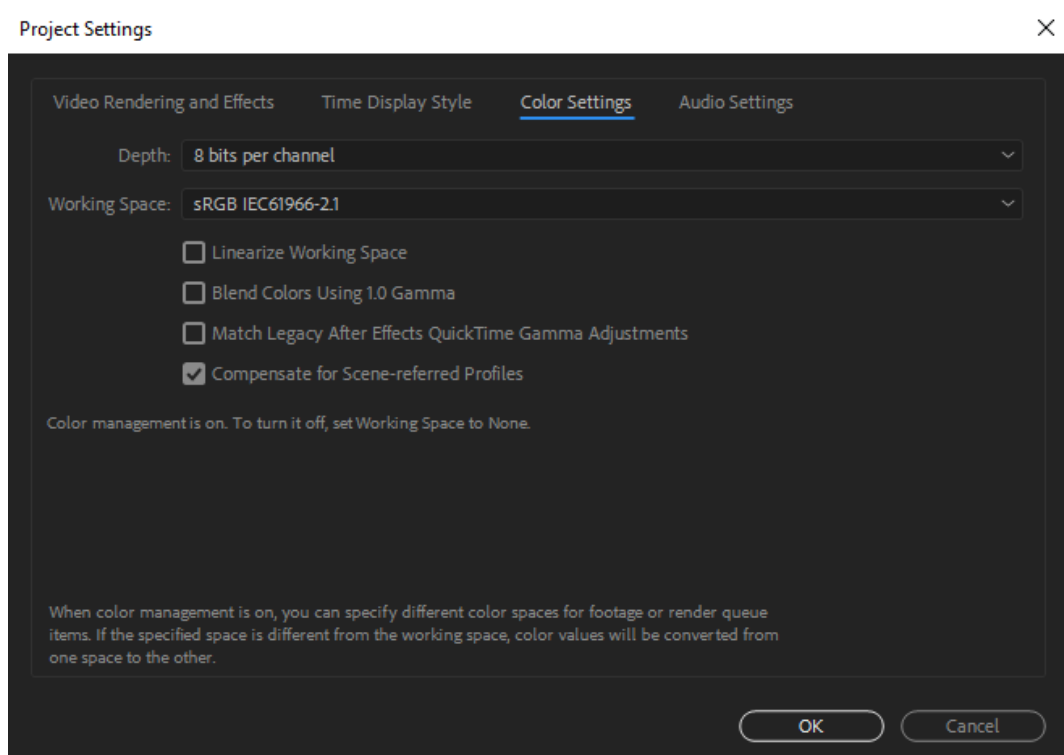 Project Settings
Video Rendering and Effects Time Display Style Color Settings Audio Settings
Depth: 8 bits per channel
Working Space: sRGB IEC61966-2.1
Linearize Working Space
Blend Colors Using 1.0 Gamma
Match Legacy After Effects QuickTime Gamma Adjustments
Compensate for Scene-referred Profiles
Color management is on. To turn it off, set Working Space to None.
When color management is on, you can specify different color spaces for footage or render queue
items. If the specified space is different from the working space, color values will be converted from
one space to the other.
OK Cancel